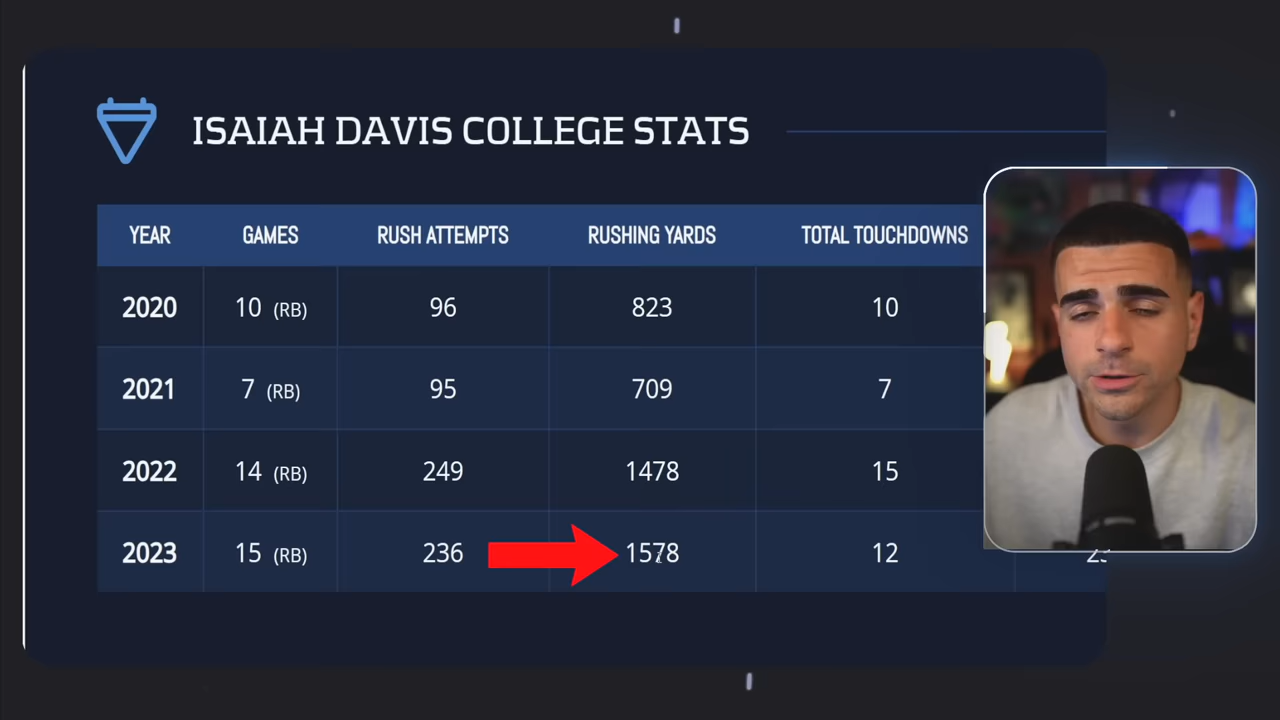 ISAIAH DAVIS COLLEGE STATS
YEAR GAMES RUSH ATTEMPTS RUSHING YARDS TOTAL TOUCHDOWNS
2020 10 (RB) 96 823 10
2021 7 (RB) 95 709 7
2022 14 (RB) 249 1478 15
2023 15 (RB) 236 1578 12